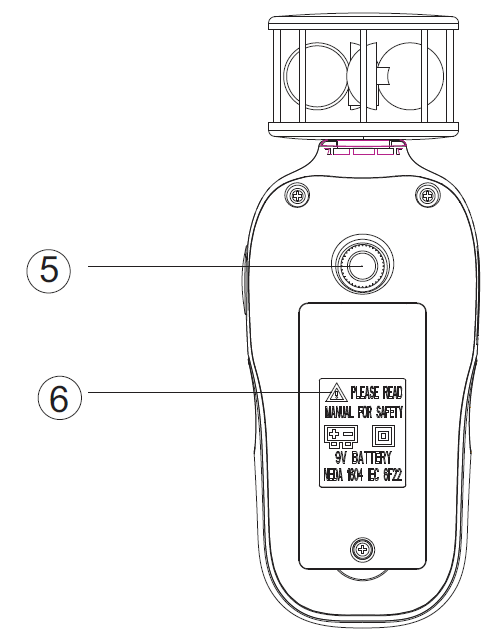 5
6
PLEASE READ
MANUAL FOR SAFETY
9V BATTERY
NEDA 1604 IEC 6F22